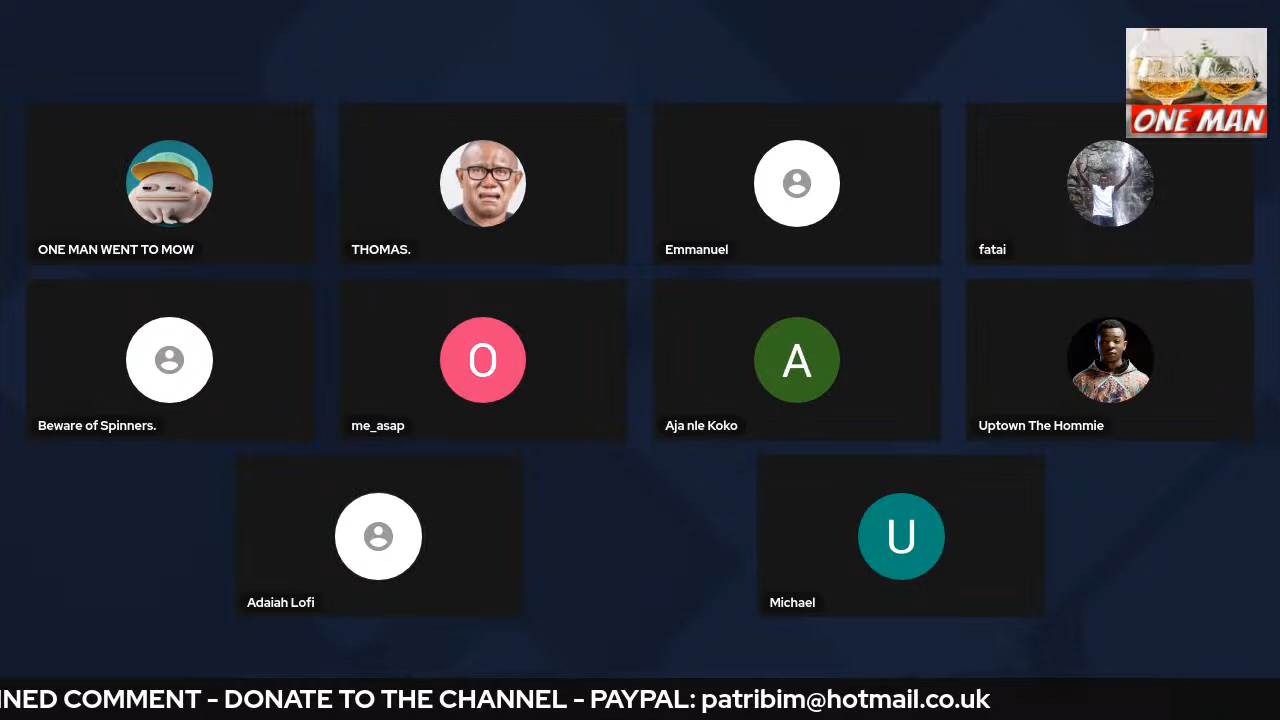 ONE MAN
ONE MAN WENT TO MOW
THOMAS.
Emmanuel
fatai
Beware of Spinners.
O
me_asap
A
Aja nle Koko
Uptown The Hommie
Adaiah Lofi
U
Michael
COMMENT - DONATE TO THE CHANNEL - PAYPAL: patribim@hotmail.co.uk